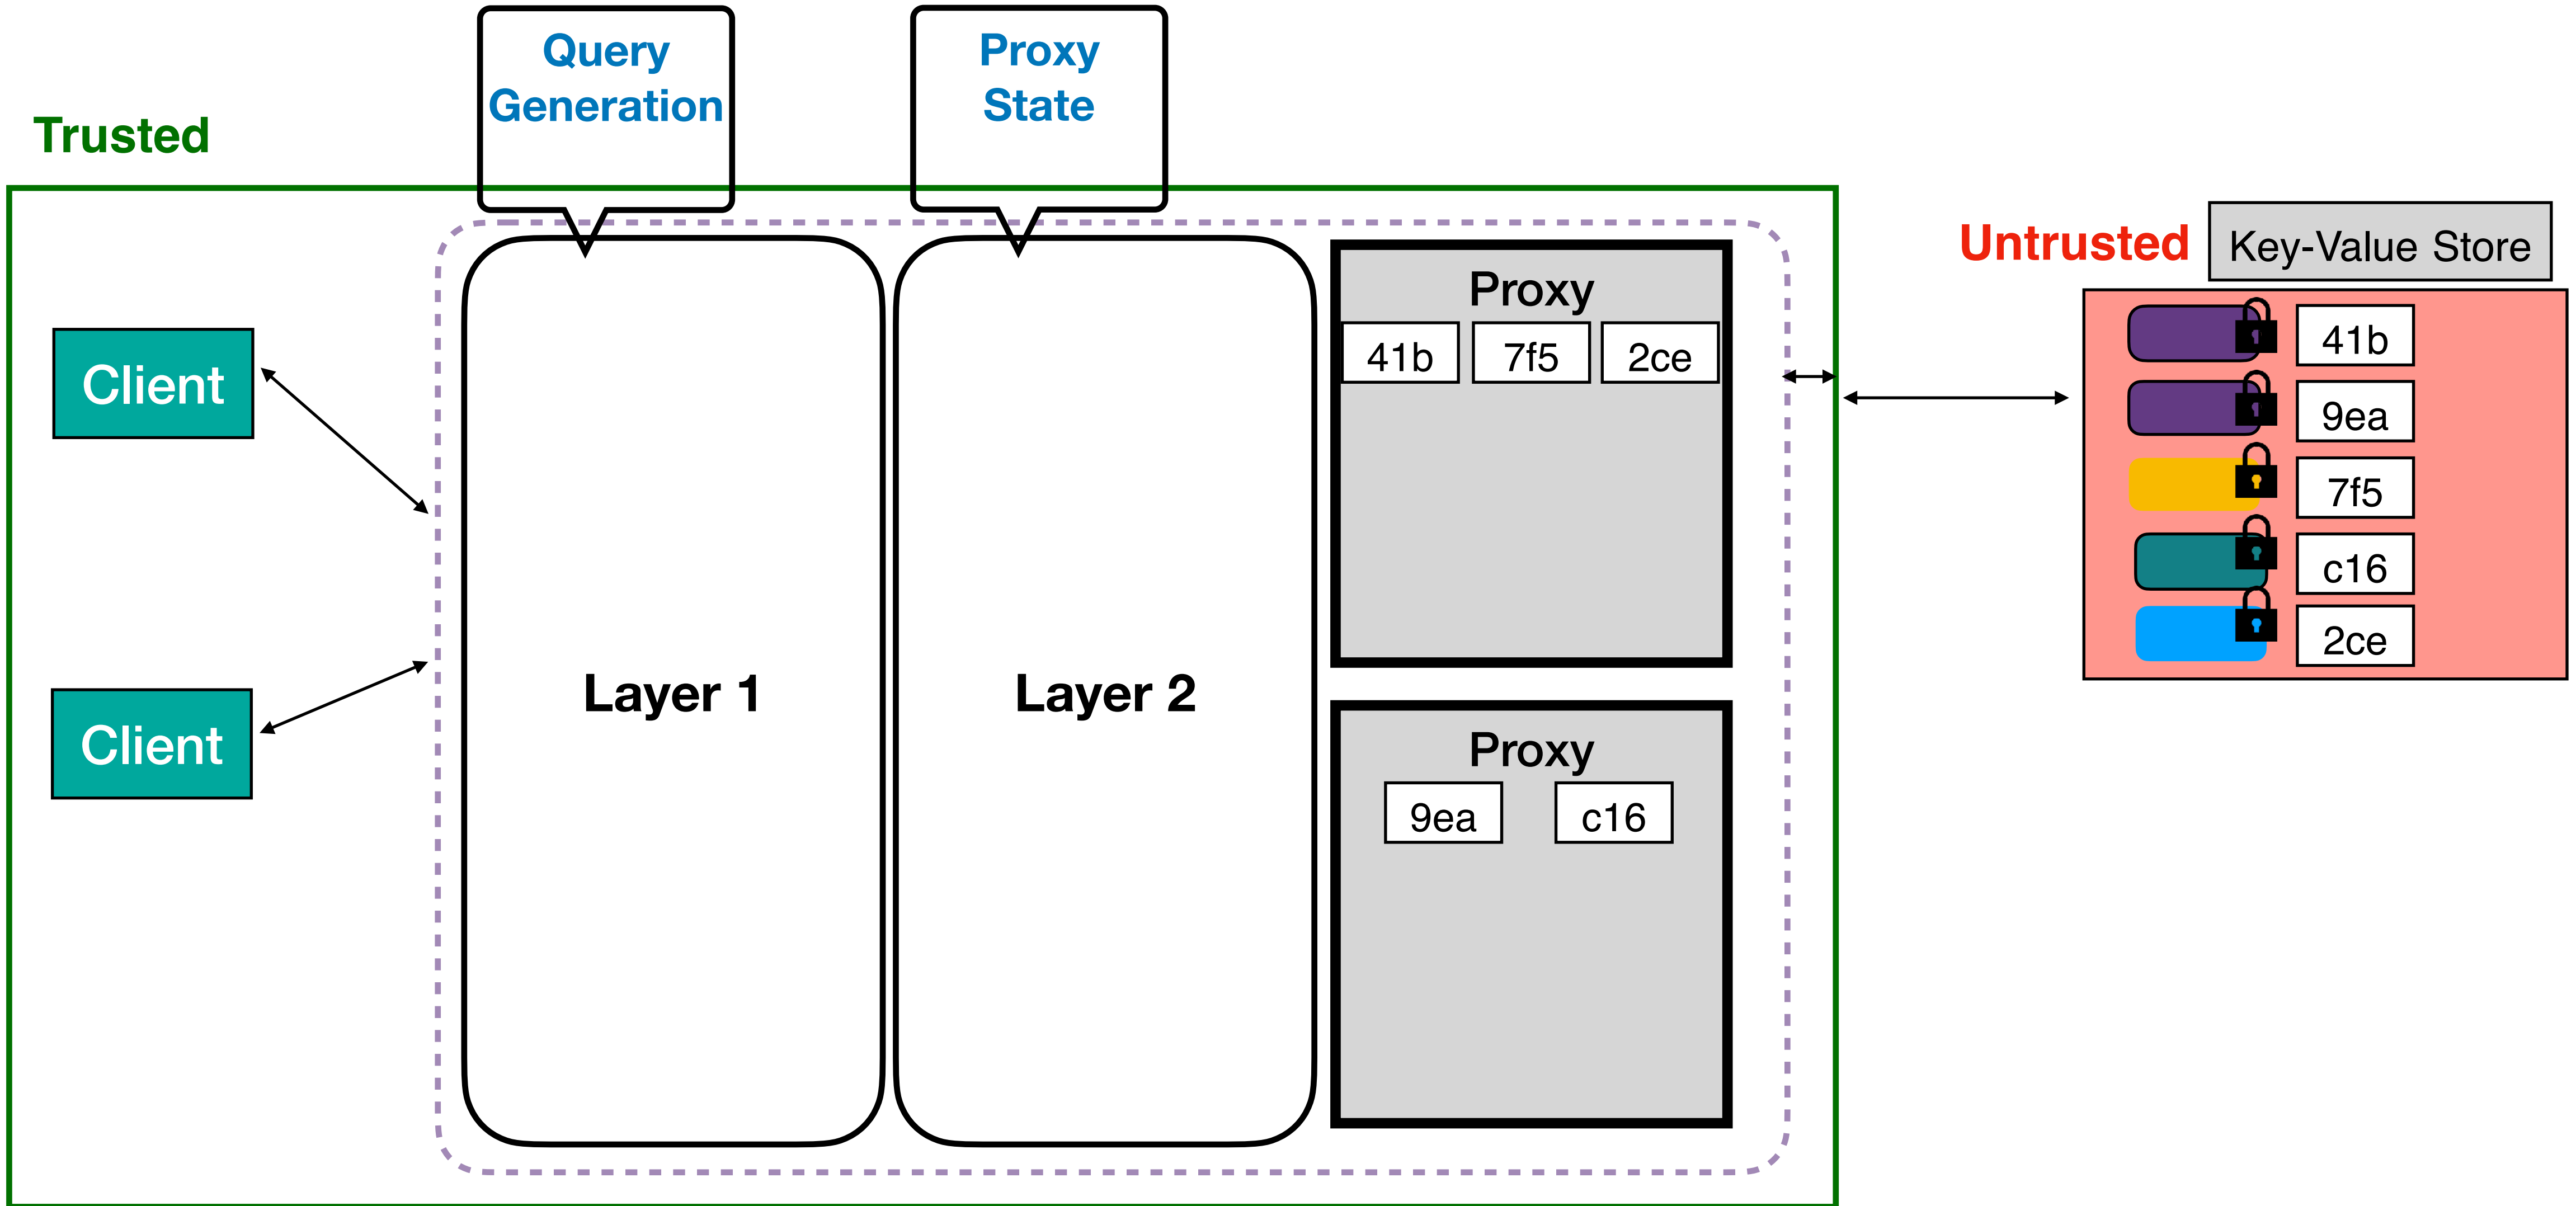 Query
Generation
Proxy
State
Trusted
Untrusted
Key-Value Store
Client
Client
Layer 1
Layer 2
Proxy
41b
7f5
2ce
Proxy
9ea
c16
41b
9ea
7f5
c16
2ce